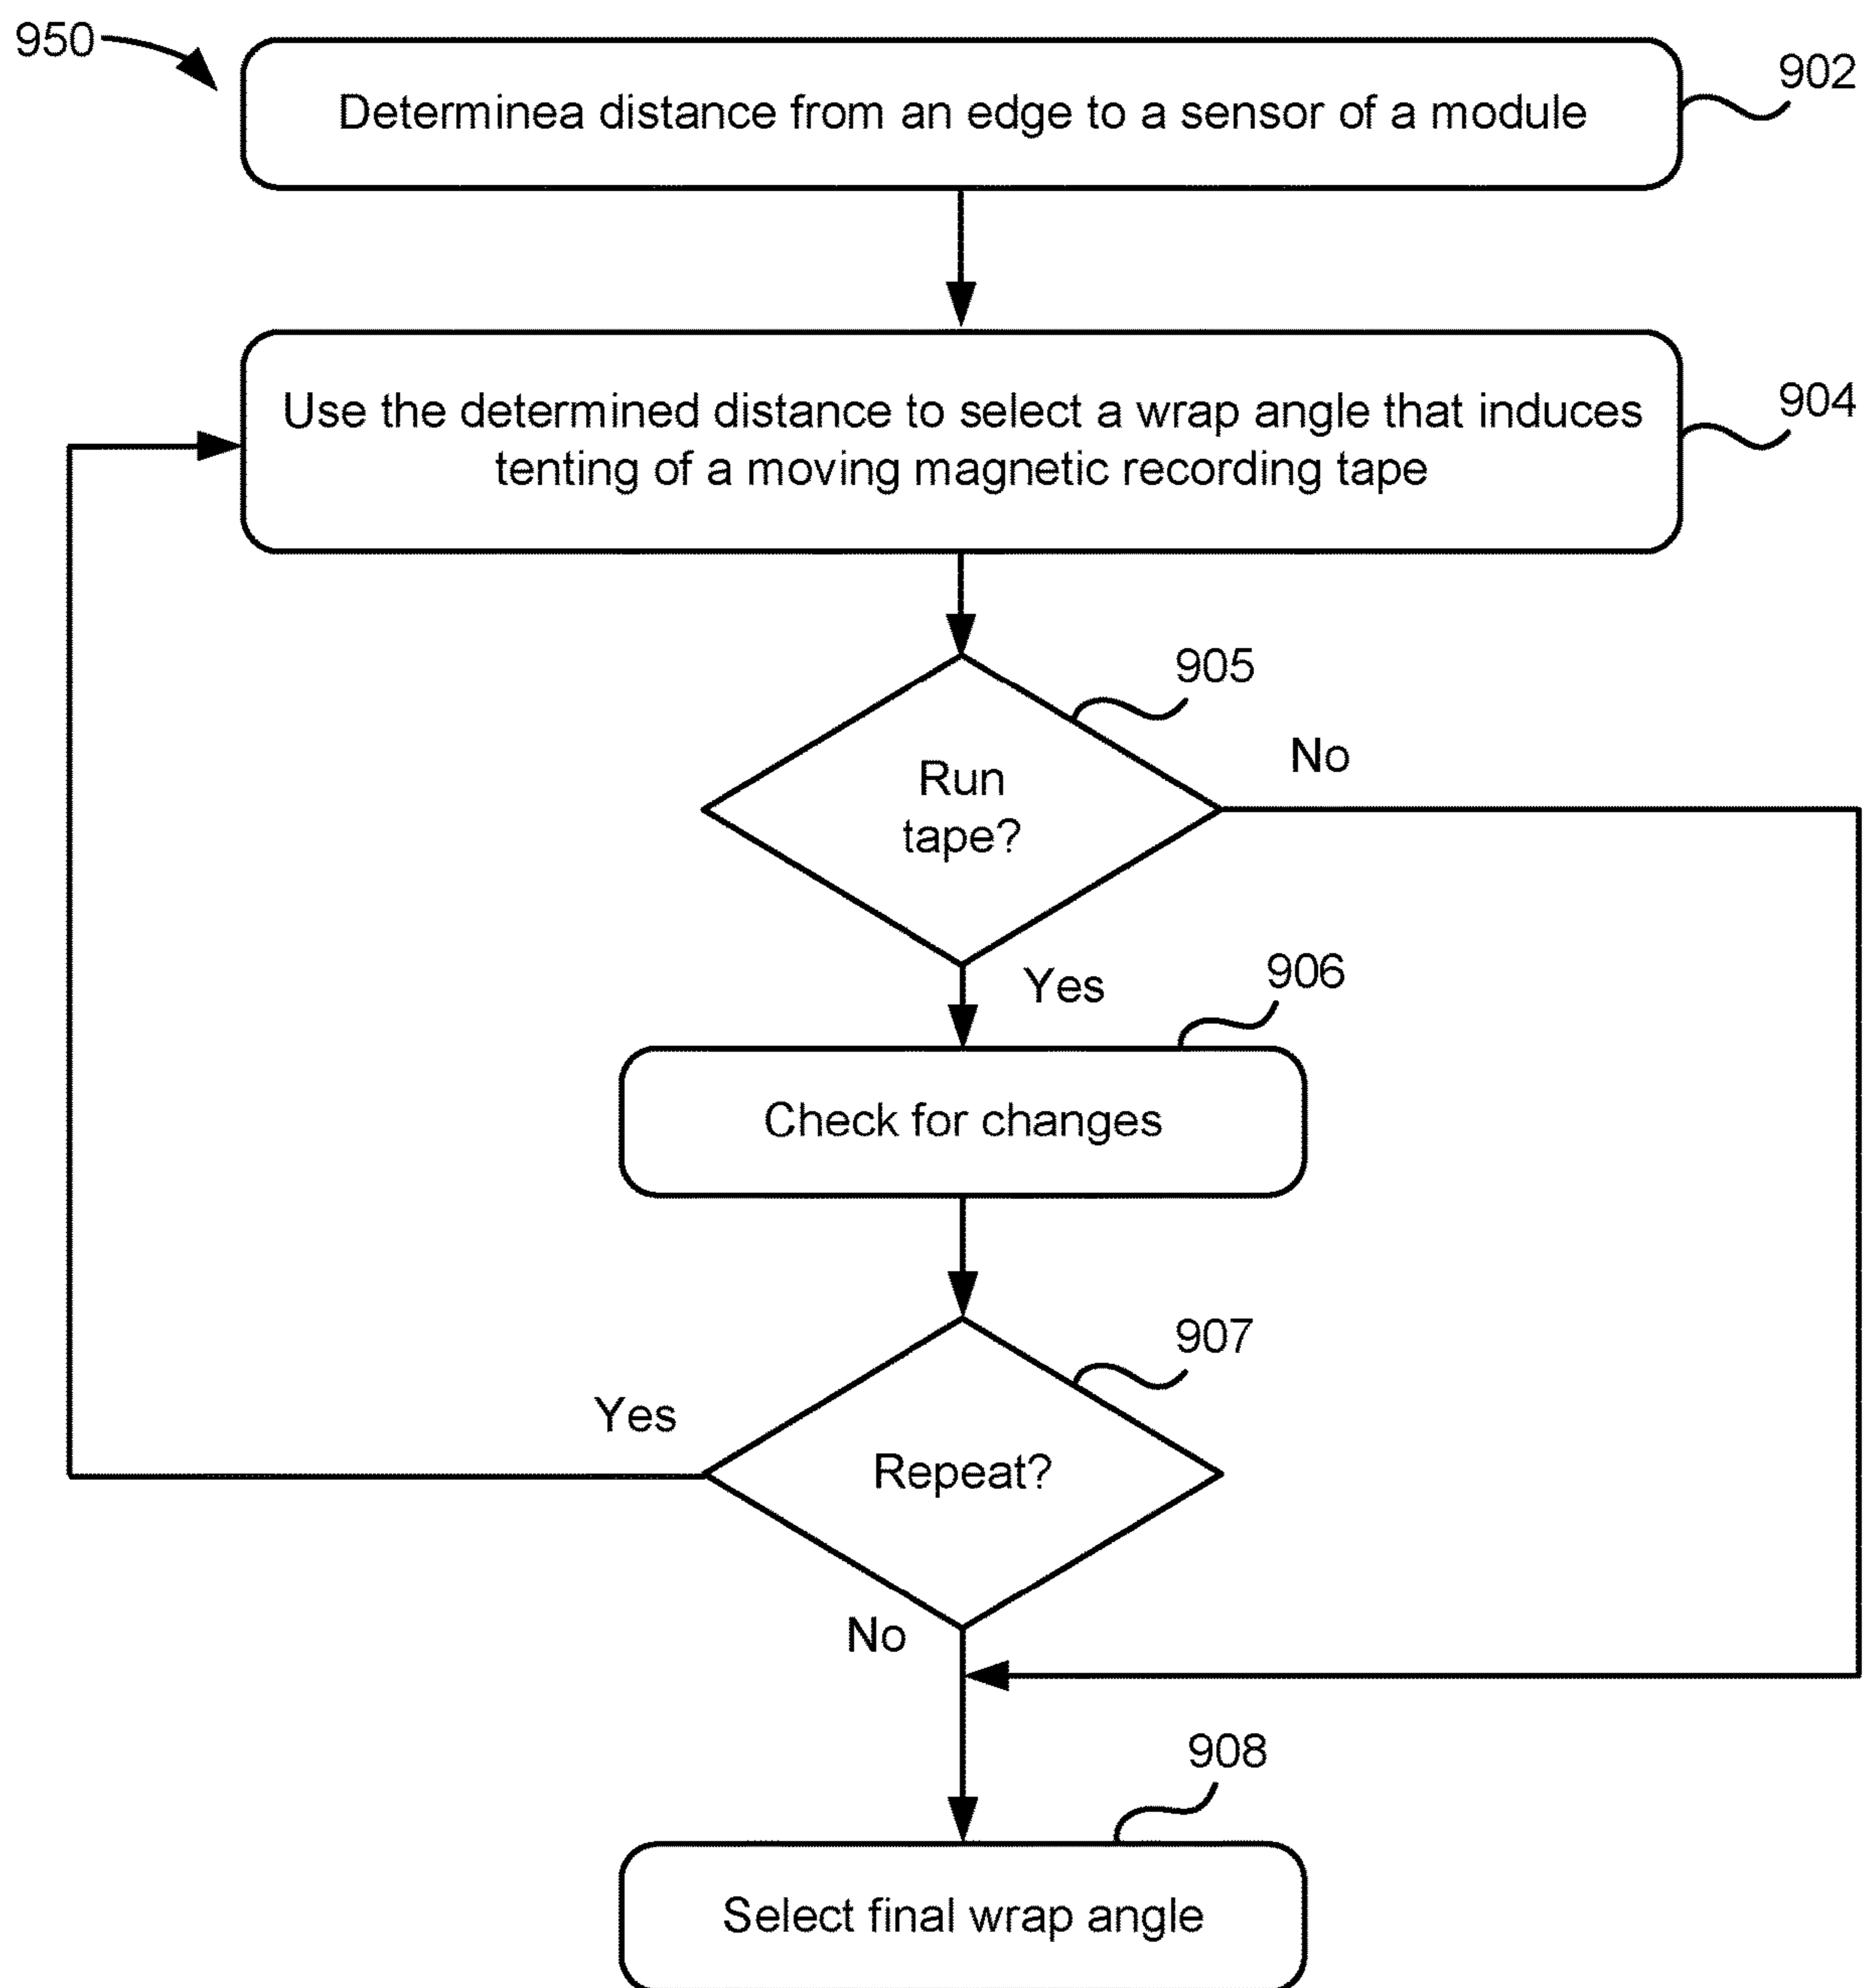 950
902
Determinea distance from an edge to a sensor of a module
904
Use the determined distance to select a wrap angle that induces
tenting of a moving magnetic recording tape
905
Run
tape?
No
Yes
906
Check for changes
907
Yes
Repeat?
No
908
Select final wrap angle